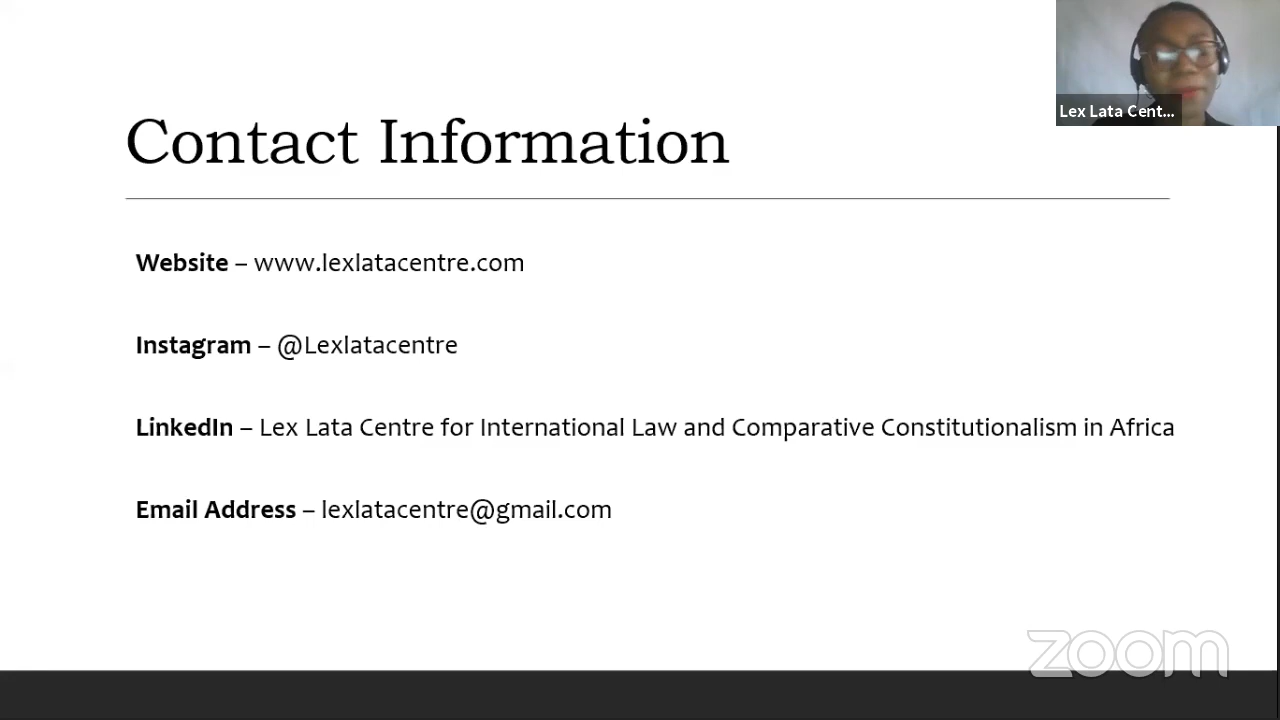 Lex Lata Cent...
Contact Information
Website – www.lexlatacentre.com
Instagram – @Lexlatacentre
LinkedIn – Lex Lata Centre for International Law and Comparative Constitutionalism in Africa
Email Address – lexlatacentre@gmail.com
zoom